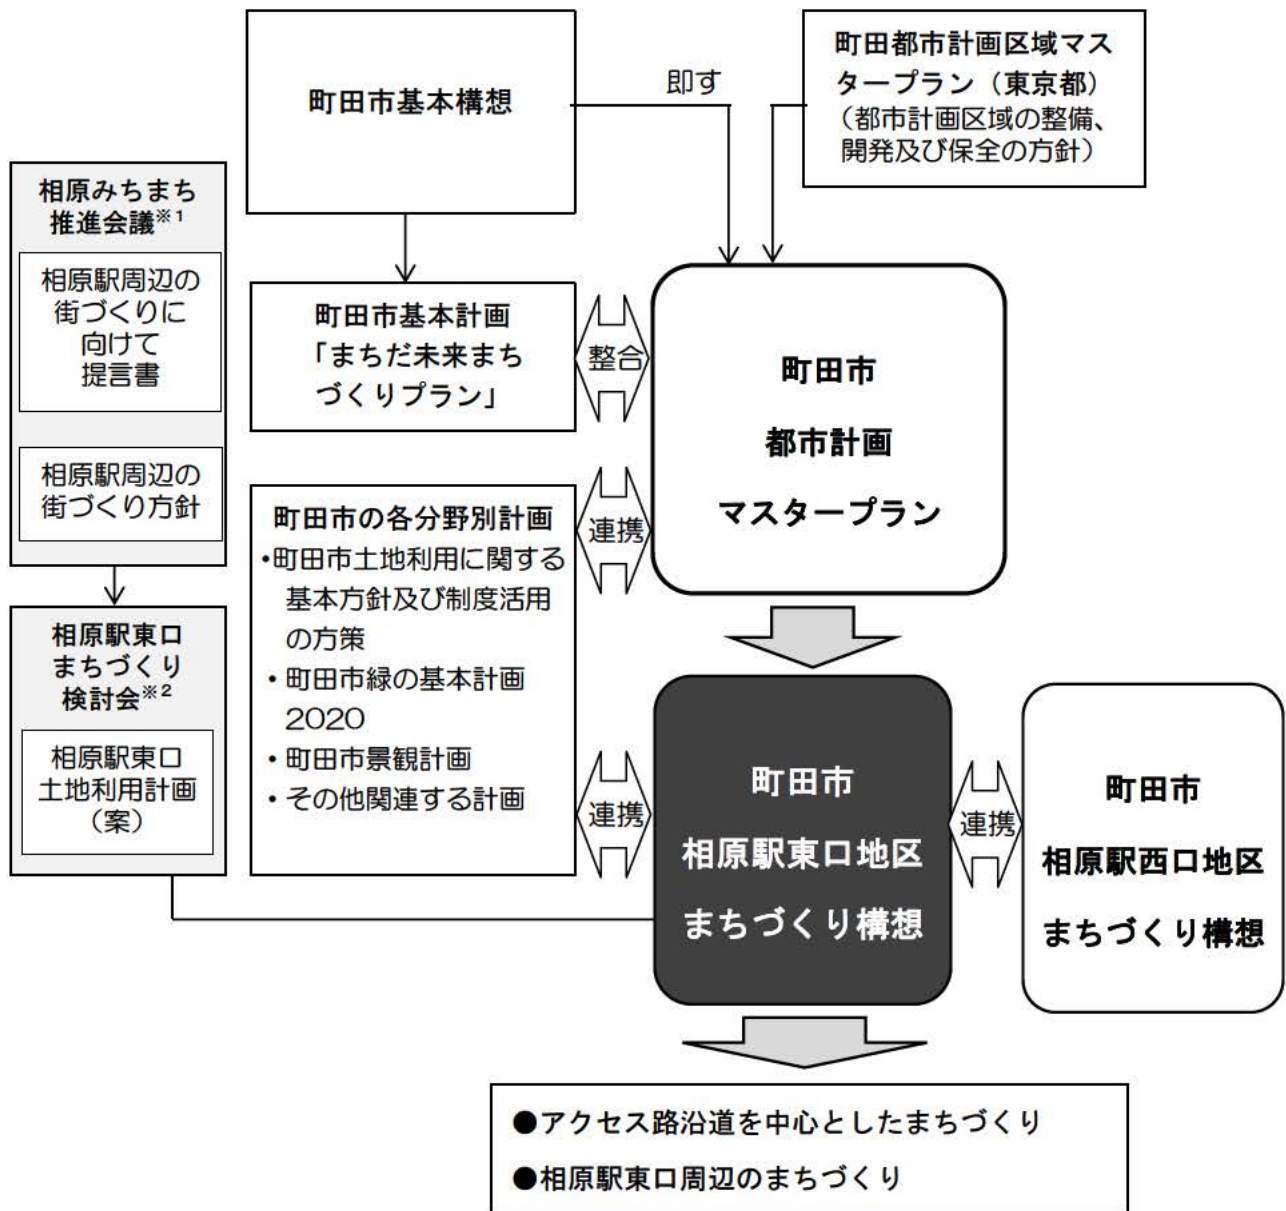 町田市基本構想
即す
町田都市計画区域マス
タープラン（東京都）
（都市計画区域の整備、
開発及び保全の方針）
相原みちまち
推進会議※1
相原駅周辺の
街づくりに
向けて
提言書
相原駅周辺の
街づくり方針
町田市基本計画
「まちだ未来まち
づくりプラン」
整合
町田市
都市計画
マスタープラン
町田市の各分野別計画
・町田市土地利用に関する
基本方針及び制度活用
の方策
・町田市緑の基本計画
2020
・町田市景観計画
・その他関連する計画
連携
連携
相原駅東口
まちづくり
検討会※2
相原駅東口
土地利用計画
（案）
町田市
相原駅東口地区
まちづくり構想
連携
町田市
相原駅西口地区
まちづくり構想
●アクセス路沿道を中心としたまちづくり
●相原駅東口周辺のまちづくり